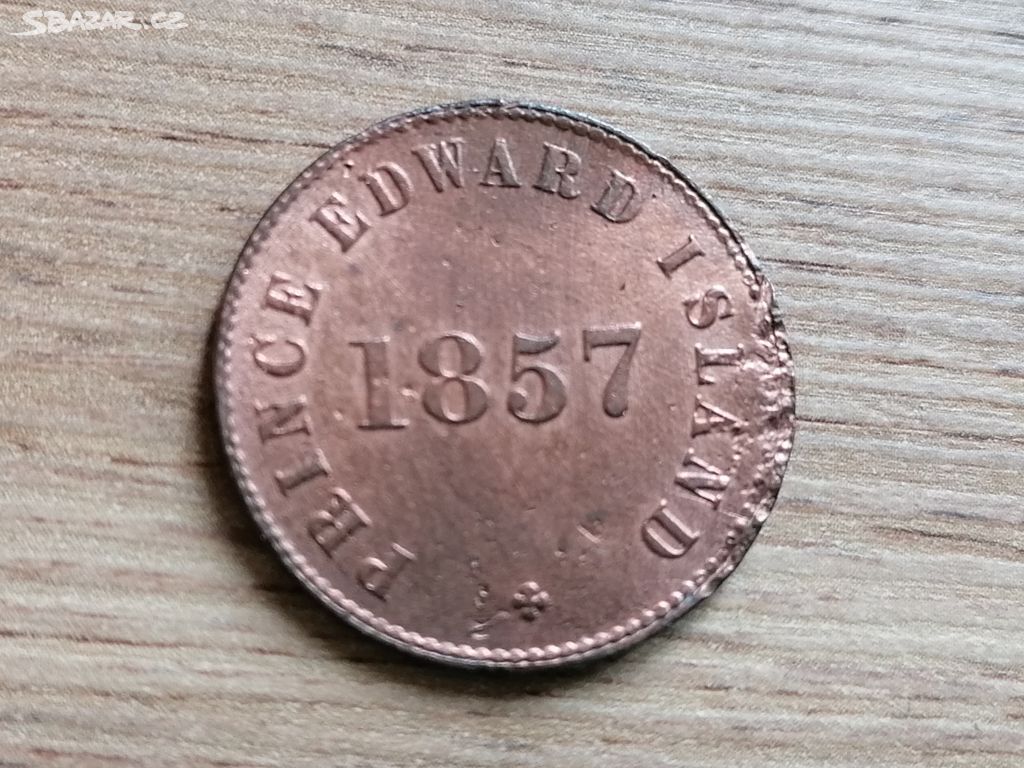 SBAZAR.CZ
PRINCE EDWARD ISLAND
1857